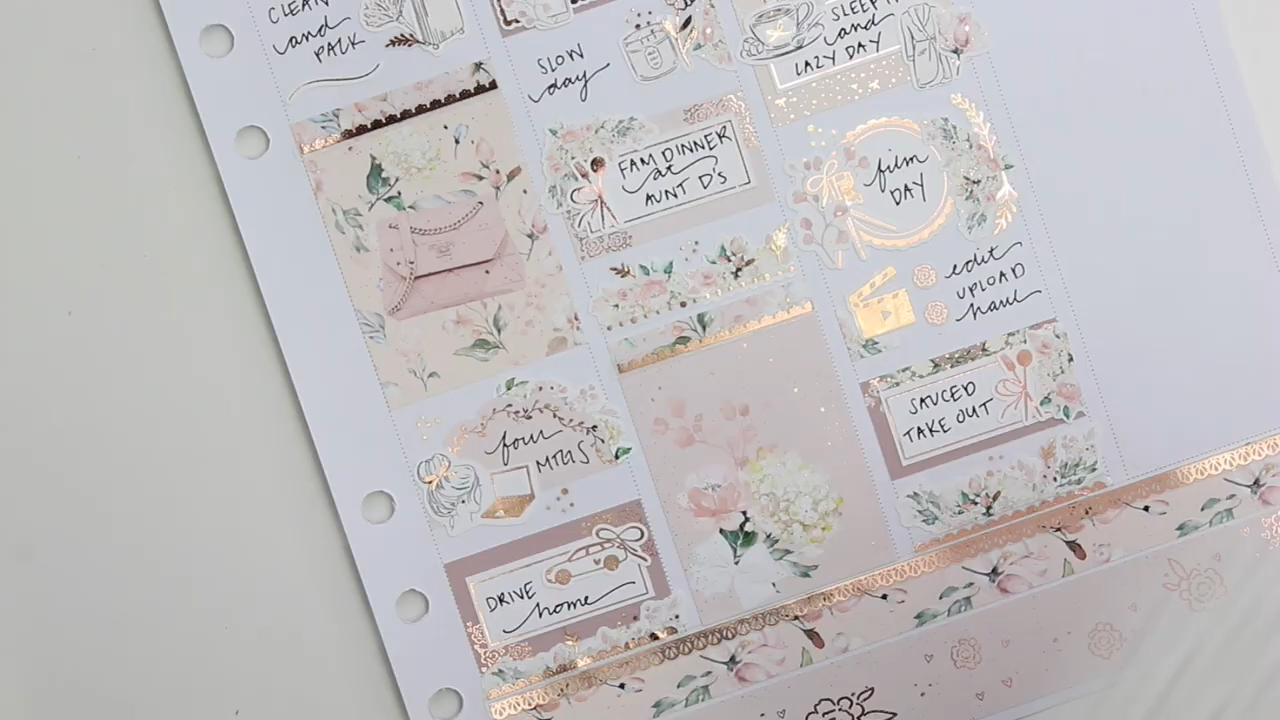 CLEAN
and
PACK
four
MTGS
DRIVE
home
SLOW
day
FAM DINNER
at
AUNT D'S
SLEEP IN
and
LAZY DAY
film
DAY
edit
UPLOAD
haul
SAUCED
TAKE OUT